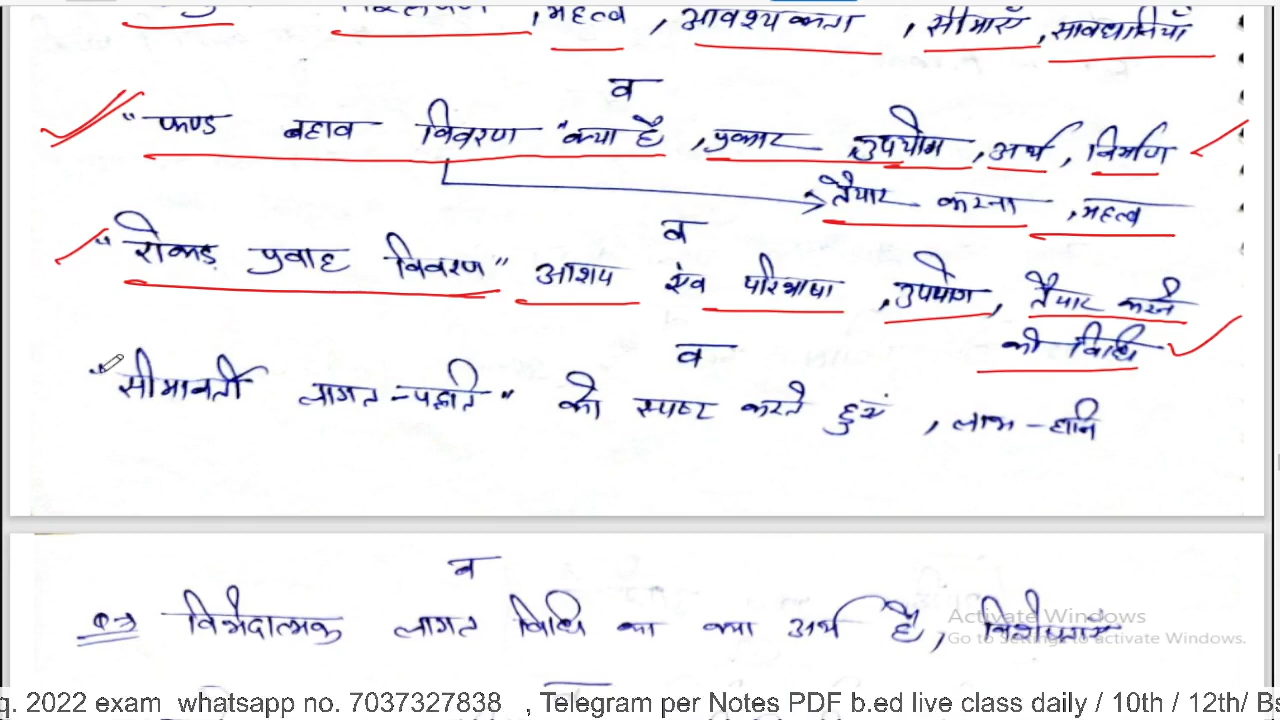 , महत्व , आवश्यकता , सीमाएँ , सावधानियाँ
व
"फण्ड बहाव विवरण" क्या है , प्रकार , उपयोग , अर्थ , निर्माण
तैयार करना , महत्व
व
"रोकड़ प्रवाह विवरण" आशय एंव परिभाषा , उपयोग , तैयार करने
की विधि
व
"सीमावर्ती लागत-पद्धति" को स्पष्ट करते हुयें , लाभ-हानि
व
विभेदात्मक लागत विधि का क्या अर्थ है , विशेषताएं
Activate Windows
Go to Settings to activate Windows.
q. 2022 exam whatsapp no. 7037327838 , Telegram per Notes PDF b.ed live class daily / 10th / 12th/ Bs